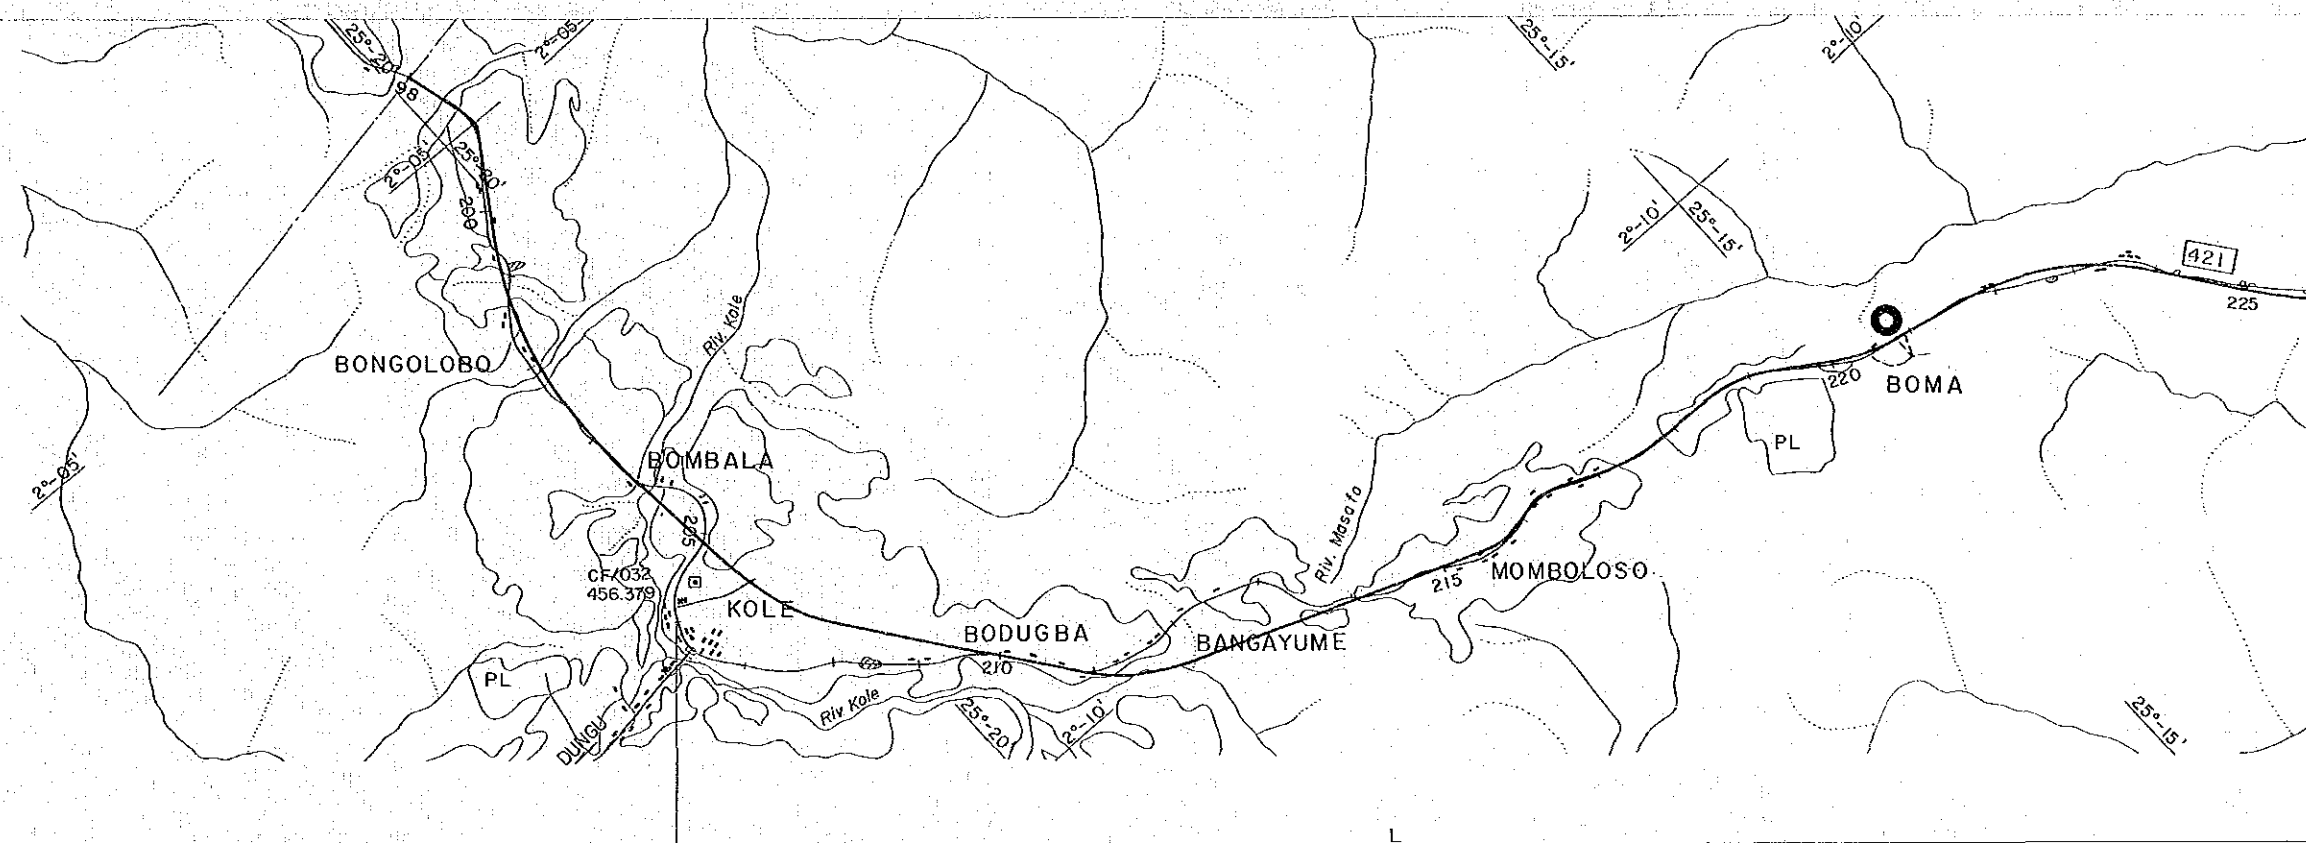 25°-20'
2°-05'
25°-15'
2°-10'
98
2°-05'
25°-20'
200
2°-10'
25°-15'
421
225
Riv. Kole
BONGOLOBO
220
BOMA
PL
2°-05'
BOMBALA
205
Riv. Masafo
CF/032
456.379
KOLE
215
MOMBOLOSO
BODUGBA
BANGAYUME
210
PL
Riv Kole
DUNGU
25°-20'
2°-10'
25°-15'
L